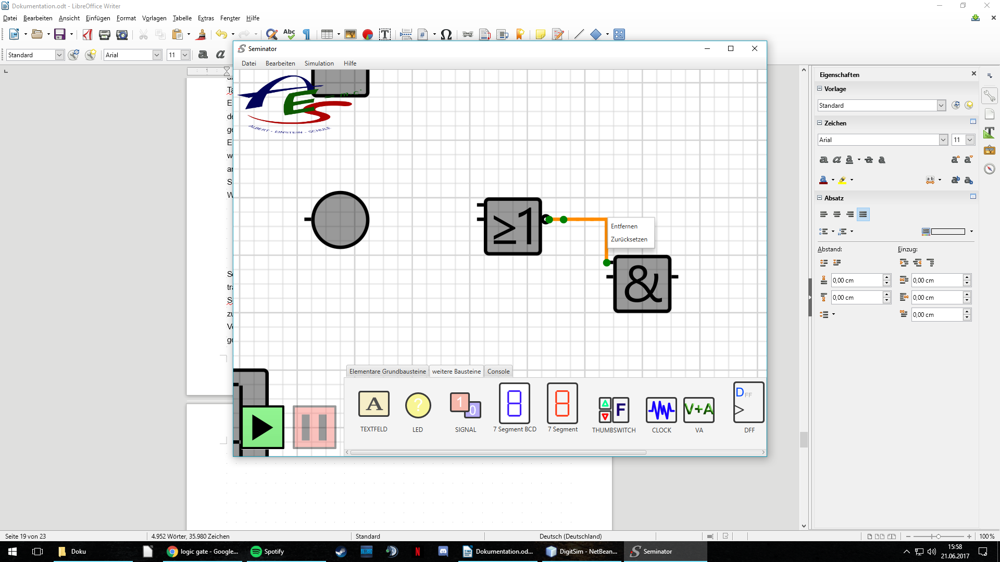 Dokumentation.odt - LibreOffice Writer
Datei Bearbeiten Ansicht Einfügen Format Vorlagen Tabelle Extras Fenster Hilfe
Abc
Standard Arial 11 a a
Seminator
Datei Bearbeiten Simulation Hilfe
ALBERT - EINSTEIN - SCHULE
≥1
Entfernen
Zurücksetzen
&
Elementare Grundbausteine weitere Bausteine Console
A ? 1 0 F V+A DFF
TEXTFELD LED SIGNAL 7 Segment BCD 7 Segment THUMBSWITCH CLOCK VA DFF
Eigenschaften
Vorlage
Standard
Zeichen
Arial 11
Absatz
Abstand: Einzug:
0,00 cm 0,00 cm
0,00 cm 0,00 cm
0,00 cm
Seite 19 von 23 4.952 Wörter, 35.980 Zeichen Standard Deutsch (Deutschland) 100%
Doku logic gate - Google... Spotify Dokumentation.od... DigitSim - NetBean... Seminator 15:58
21.06.2017